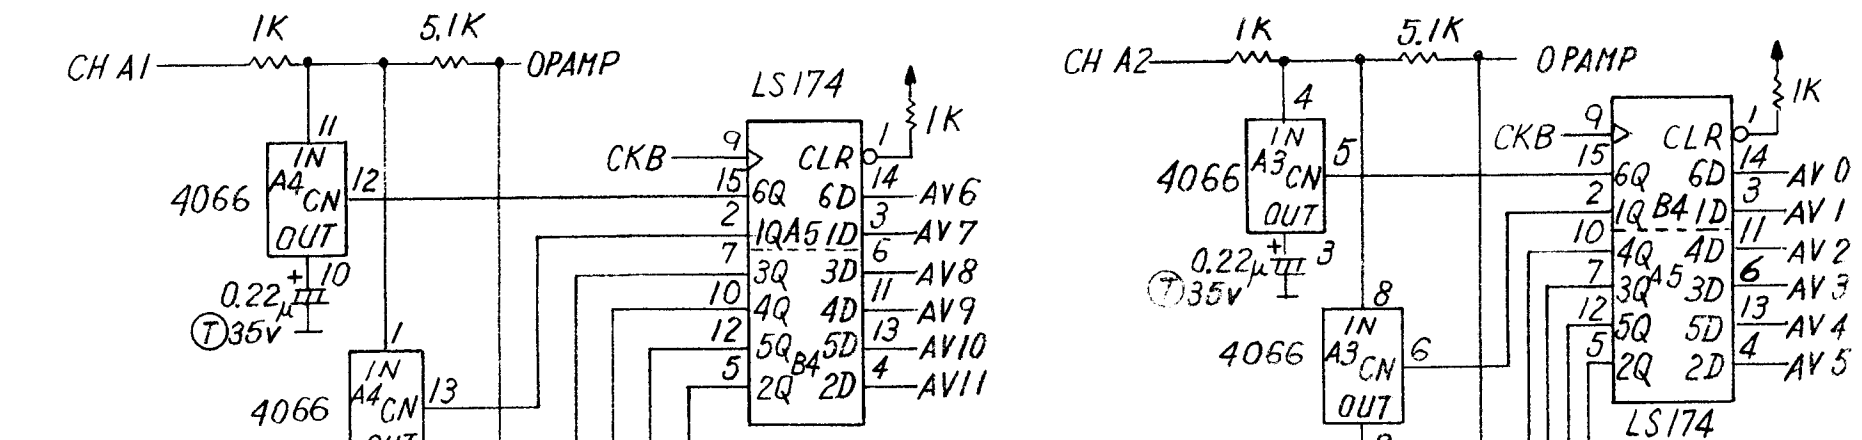 1K
5.1K
CH A1
OPAMP
LS174
1
1K
11
IN
A4
CN
12
4066
OUT
10
+
0.22μ
T 35V
1
IN
A4
CN
13
4066
OUT
CKB
9
CLR
15
6Q
6D
14
AV6
2
1Q
A5
1D
3
AV7
7
3Q
3D
6
AV8
10
4Q
4D
11
AV9
12
5Q
5D
13
AV10
5
2Q
B4
2D
4
AV11
1K
5.1K
CH A2
OPAMP
1
1K
4
IN
A3
CN
5
4066
OUT
3
+
0.22μ
T 35V
8
IN
A3
CN
6
4066
OUT
CKB
9
CLR
15
6Q
6D
14
AV0
2
1Q
B4
1D
3
AV1
10
4Q
4D
11
AV2
7
3Q
A5
3D
6
AV3
12
5Q
5D
13
AV4
5
2Q
2D
4
AV5
LS174